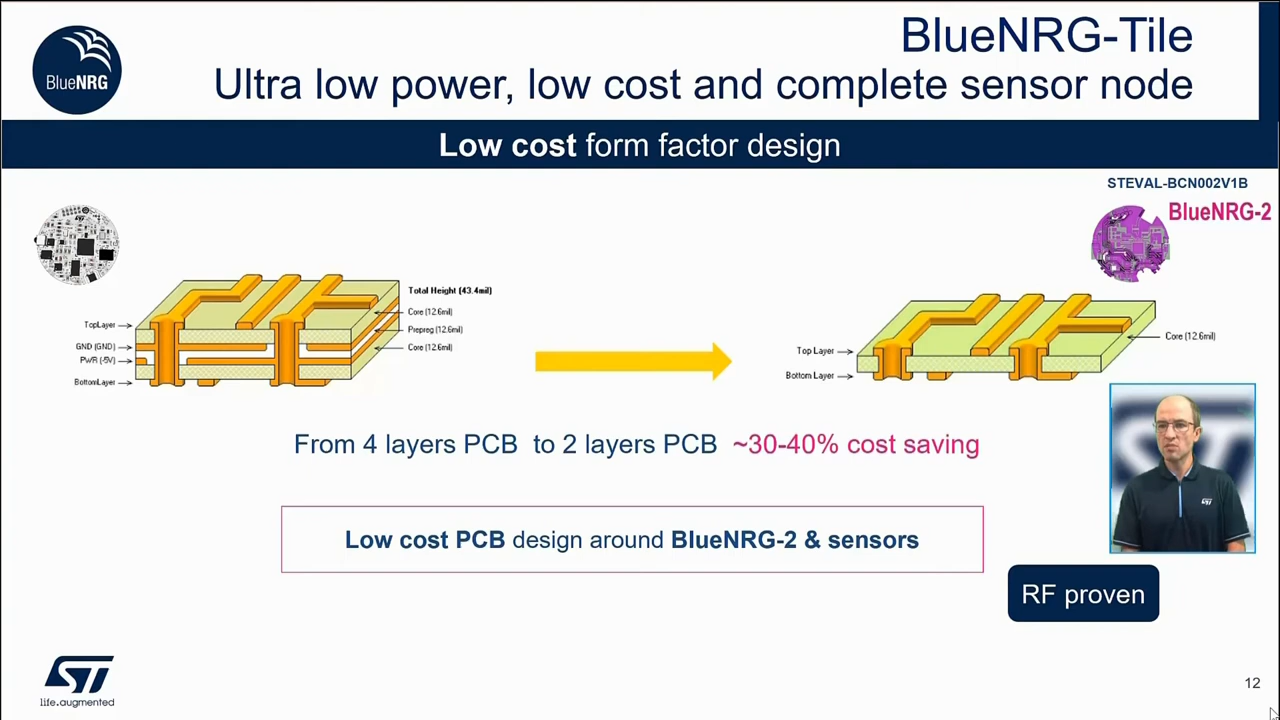 BlueNRG
BlueNRG-Tile
Ultra low power, low cost and complete sensor node
Low cost form factor design
STEVAL-BCN002V1B
BlueNRG-2
Total Height (43.4mil)
TopLayer
GND (GND)
PWR (-5V)
BottomLayer
Core (12.6mil)
Prepreg (12.6mil)
Core (12.6mil)
Top Layer
Bottom Layer
Core (12.6mil)
From 4 layers PCB to 2 layers PCB ~30-40% cost saving
Low cost PCB design around BlueNRG-2 & sensors
RF proven
ST
life.augmented
12